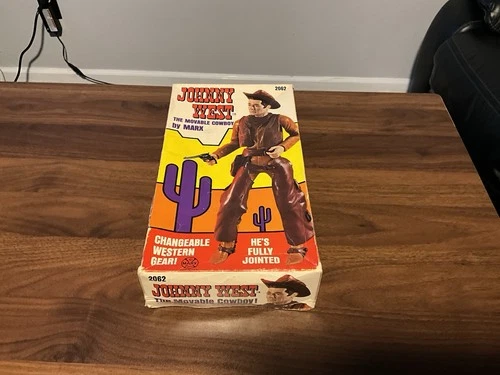 2062
JOHNNY
WEST
THE MOVABLE COWBOY
by MARX
CHANGEABLE
WESTERN
GEAR!
HE'S
FULLY
JOINTED
2062
JOHNNY WEST
The Movable Cowboy!